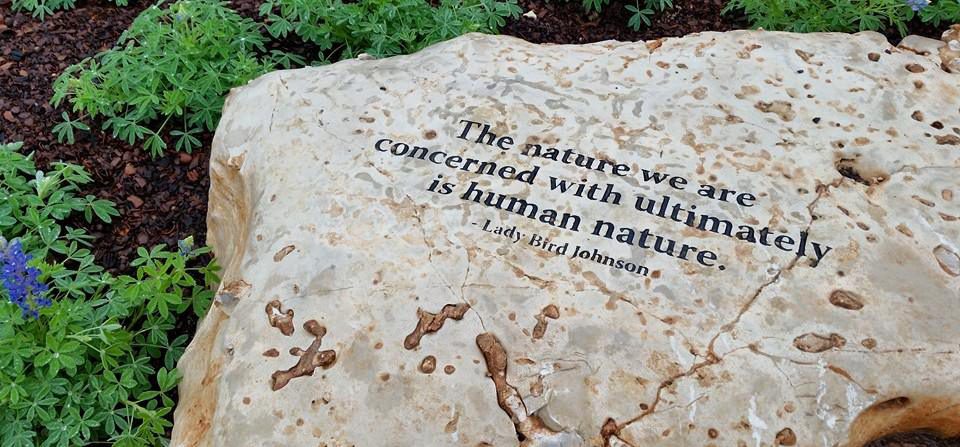 The nature we are
concerned with ultimately
is human nature.
- Lady Bird Johnson